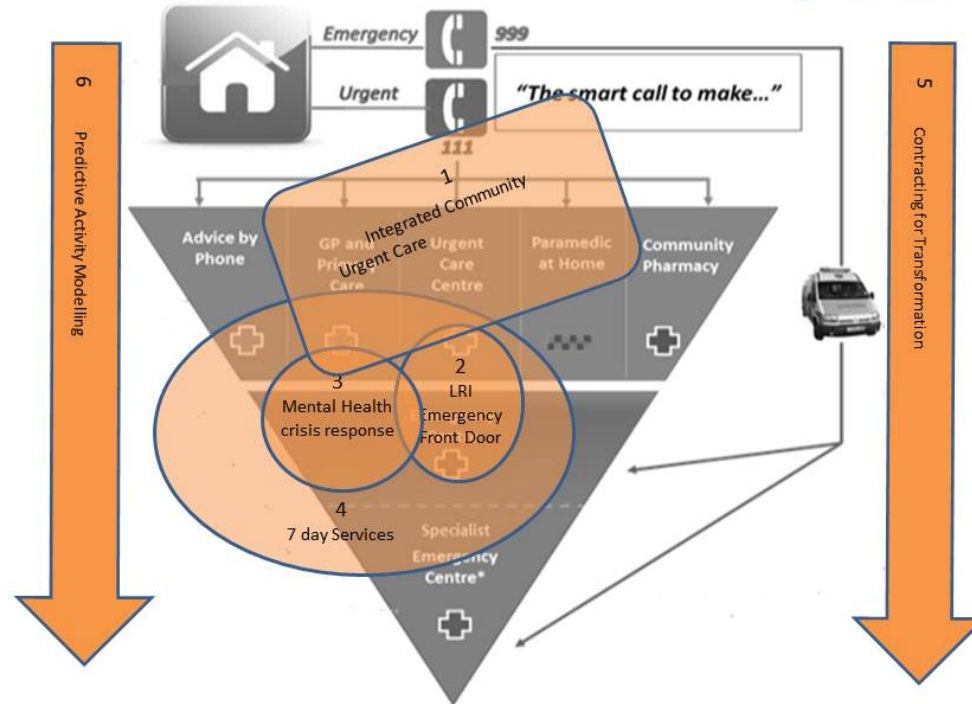 Emergency
999
Urgent
"The smart call to make..."
111
6
Predictive Activity Modelling
5
Contracting for Transformation
1
Integrated Community
Urgent Care
Advice by
Phone
GP and
Primary
Care
Urgent
Care
Centre
Paramedic
at Home
Community
Pharmacy
3
Mental Health
crisis response
2
LRI
Emergency
Front Door
4
7 day Services
Specialist
Emergency
Centre*